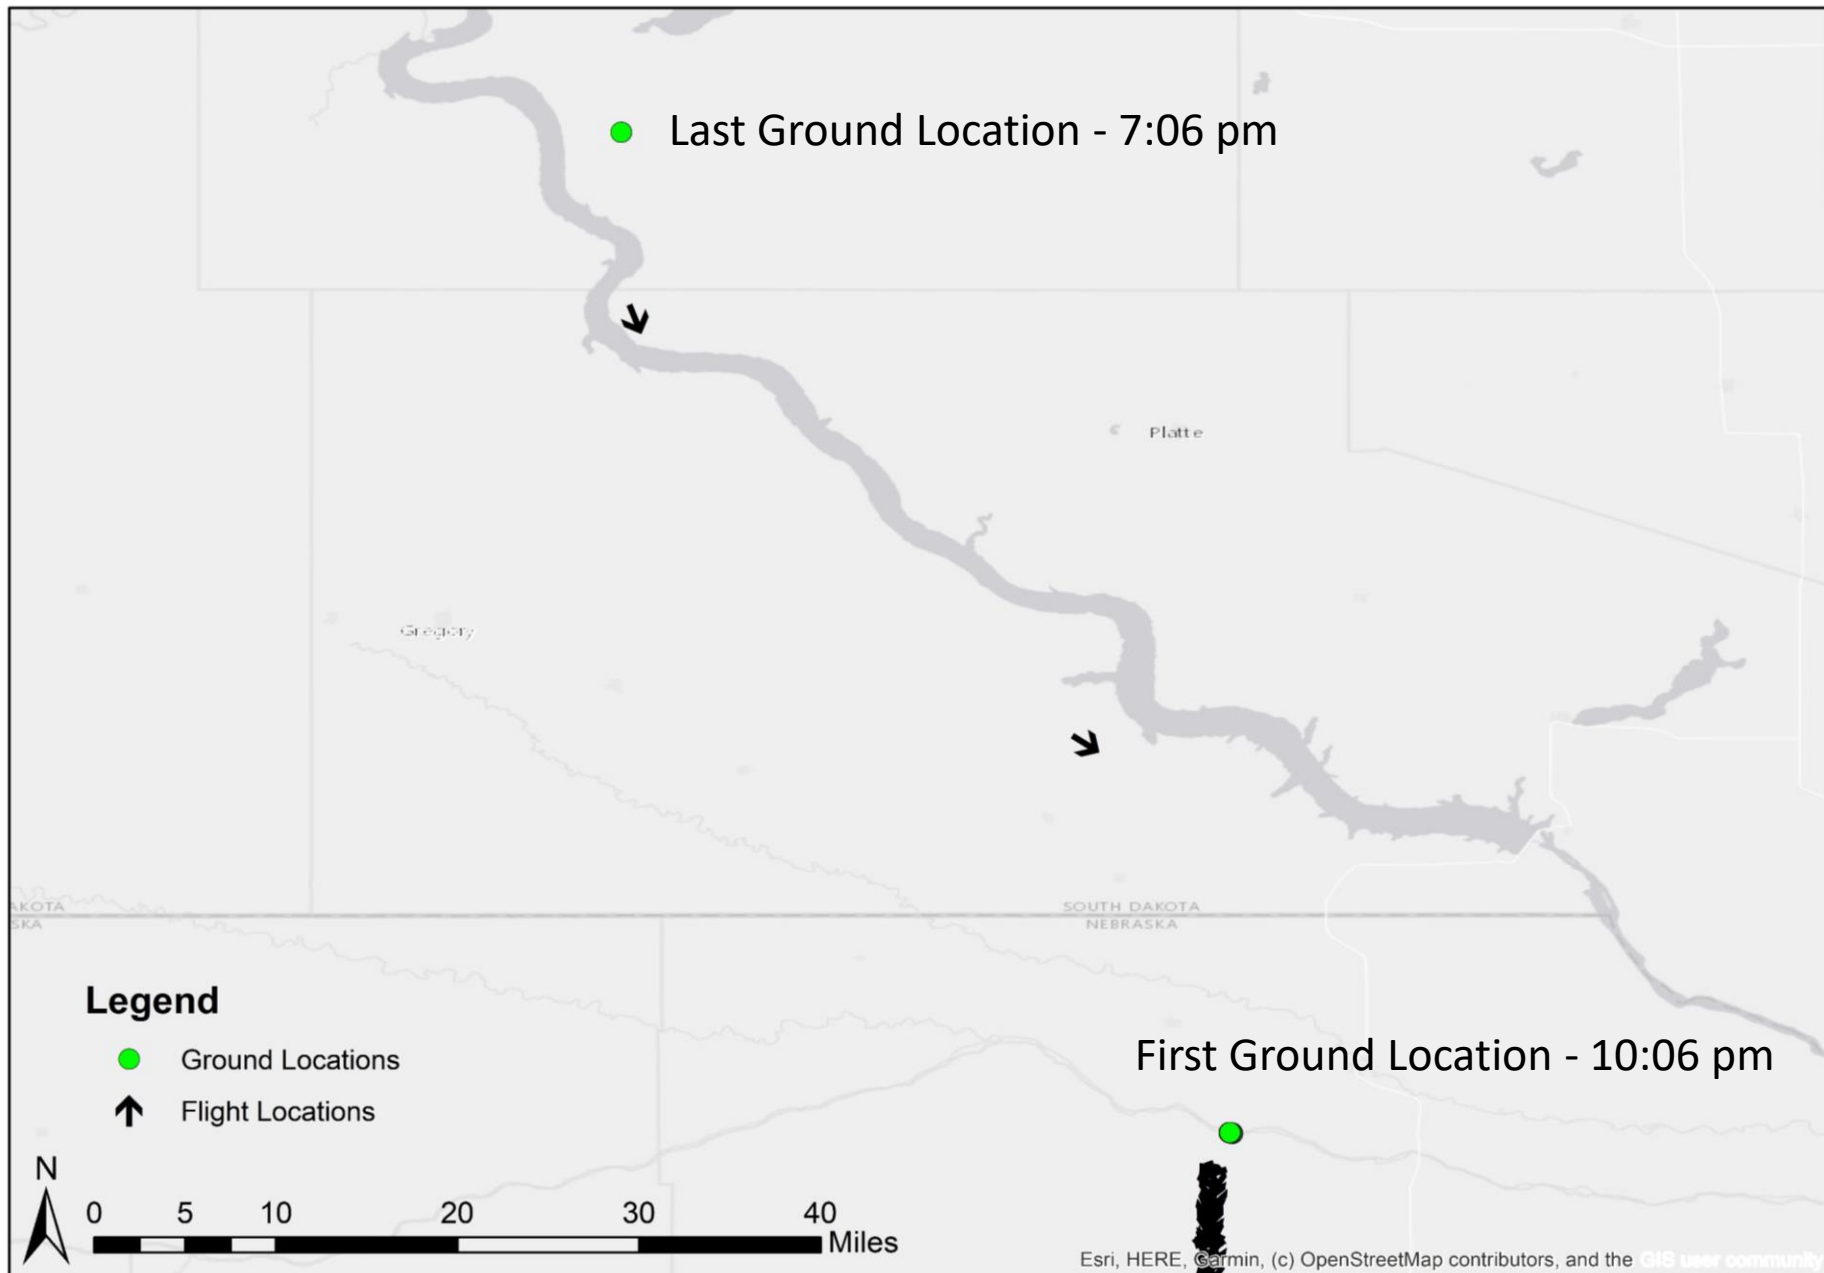 Last Ground Location - 7:06 pm
Platte
Gregory
AKOTA
SKA
SOUTH DAKOTA
NEBRASKA
Legend
Ground Locations
Flight Locations
First Ground Location - 10:06 pm
N
0 5 10 20 30 40
Miles
Esri, HERE, Garmin, (c) OpenStreetMap contributors, and the GIS user community